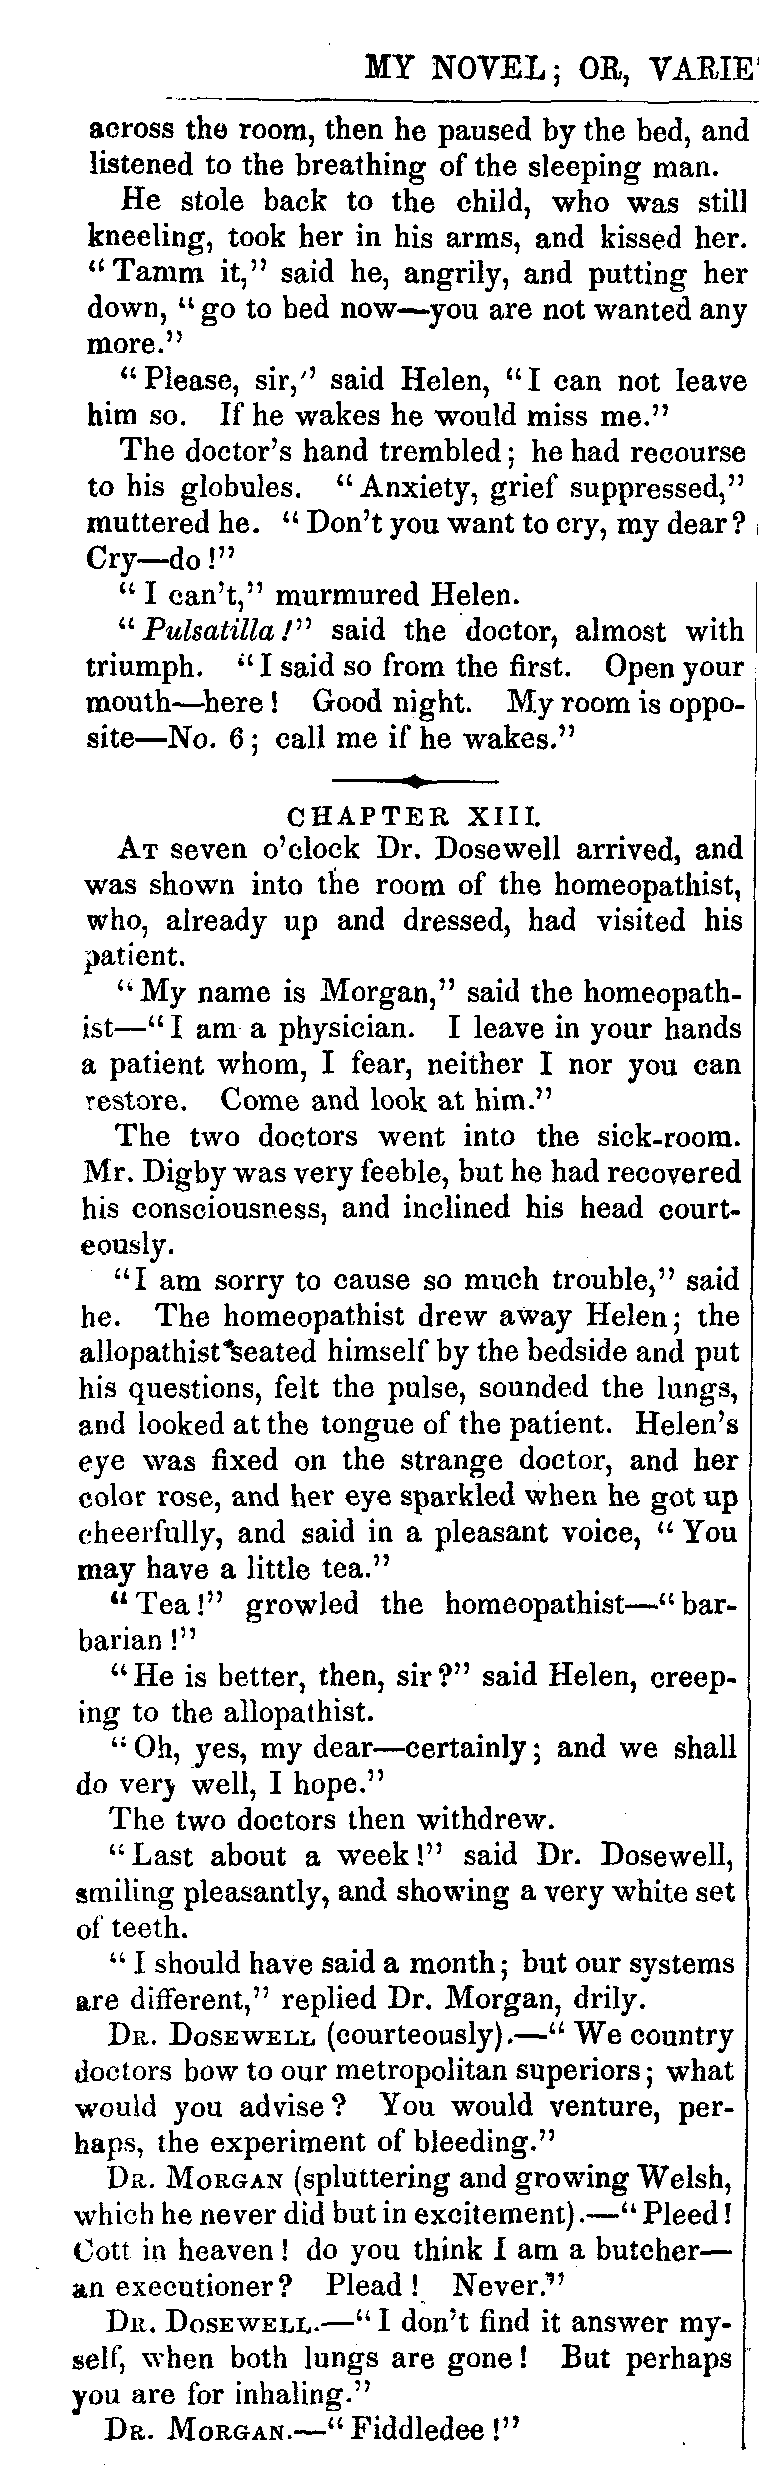 MY NOVEL; OR, VARIE
across the room, then he paused by the bed, and
listened to the breathing of the sleeping man.
He stole back to the child, who was still
kneeling, took her in his arms, and kissed her.
“Tamm it,” said he, angrily, and putting her
down, “go to bed now—you are not wanted any
more.”
“Please, sir,” said Helen, “I can not leave
him so. If he wakes he would miss me.”
The doctor’s hand trembled; he had recourse
to his globules. “Anxiety, grief suppressed,”
muttered he. “Don’t you want to cry, my dear?
Cry—do!”
“I can’t,” murmured Helen.
“Pulsatilla!” said the doctor, almost with
triumph. “I said so from the first. Open your
mouth—here! Good night. My room is oppo-
site—No. 6; call me if he wakes.”
CHAPTER XIII.
AT seven o’clock Dr. Dosewell arrived, and
was shown into the room of the homeopathist,
who, already up and dressed, had visited his
patient.
“My name is Morgan,” said the homeopath-
ist—“I am a physician. I leave in your hands
a patient whom, I fear, neither I nor you can
restore. Come and look at him.”
The two doctors went into the sick-room.
Mr. Digby was very feeble, but he had recovered
his consciousness, and inclined his head court-
eously.
“I am sorry to cause so much trouble,” said
he. The homeopathist drew away Helen; the
allopathist seated himself by the bedside and put
his questions, felt the pulse, sounded the lungs,
and looked at the tongue of the patient. Helen’s
eye was fixed on the strange doctor, and her
color rose, and her eye sparkled when he got up
cheerfully, and said in a pleasant voice, “You
may have a little tea.”
“Tea!” growled the homeopathist—“bar-
barian!”
“He is better, then, sir?” said Helen, creep-
ing to the allopathist.
“Oh, yes, my dear—certainly; and we shall
do very well, I hope.”
The two doctors then withdrew.
“Last about a week!” said Dr. Dosewell,
smiling pleasantly, and showing a very white set
of teeth.
“I should have said a month; but our systems
are different,” replied Dr. Morgan, drily.
DR. DOSEWELL (courteously).—“We country
doctors bow to our metropolitan superiors; what
would you advise? You would venture, per-
haps, the experiment of bleeding.”
DR. MORGAN (spluttering and growing Welsh,
which he never did but in excitement).—“Pleed!
Cott in heaven! do you think I am a butcher—
an executioner? Plead! Never.”
DR. DOSEWELL.—“I don’t find it answer my-
self, when both lungs are gone! But perhaps
you are for inhaling.”
DR. MORGAN.—“Fiddledee!”